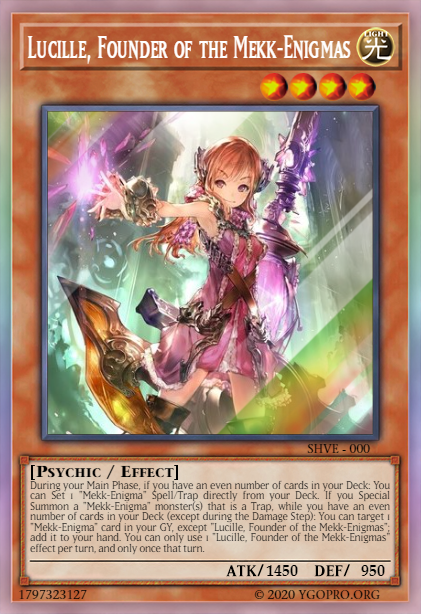 Lucille, Founder of the Mekk-Enigmas
LIGHT
光
SHVE - 000
[Psychic / Effect]
During your Main Phase, if you have an even number of cards in your Deck: You
can Set 1 "Mekk-Enigma" Spell/Trap directly from your Deck. If you Special
Summon a "Mekk-Enigma" monster(s) that is a Trap, while you have an even
number of cards in your Deck (except during the Damage Step): You can target 1
"Mekk-Enigma" card in your GY, except "Lucille, Founder of the Mekk-Enigmas";
add it to your hand. You can only use 1 "Lucille, Founder of the Mekk-Enigmas"
effect per turn, and only once that turn.
ATK/1450 DEF/ 950
1797323127
© 2020 YGOPRO.ORG